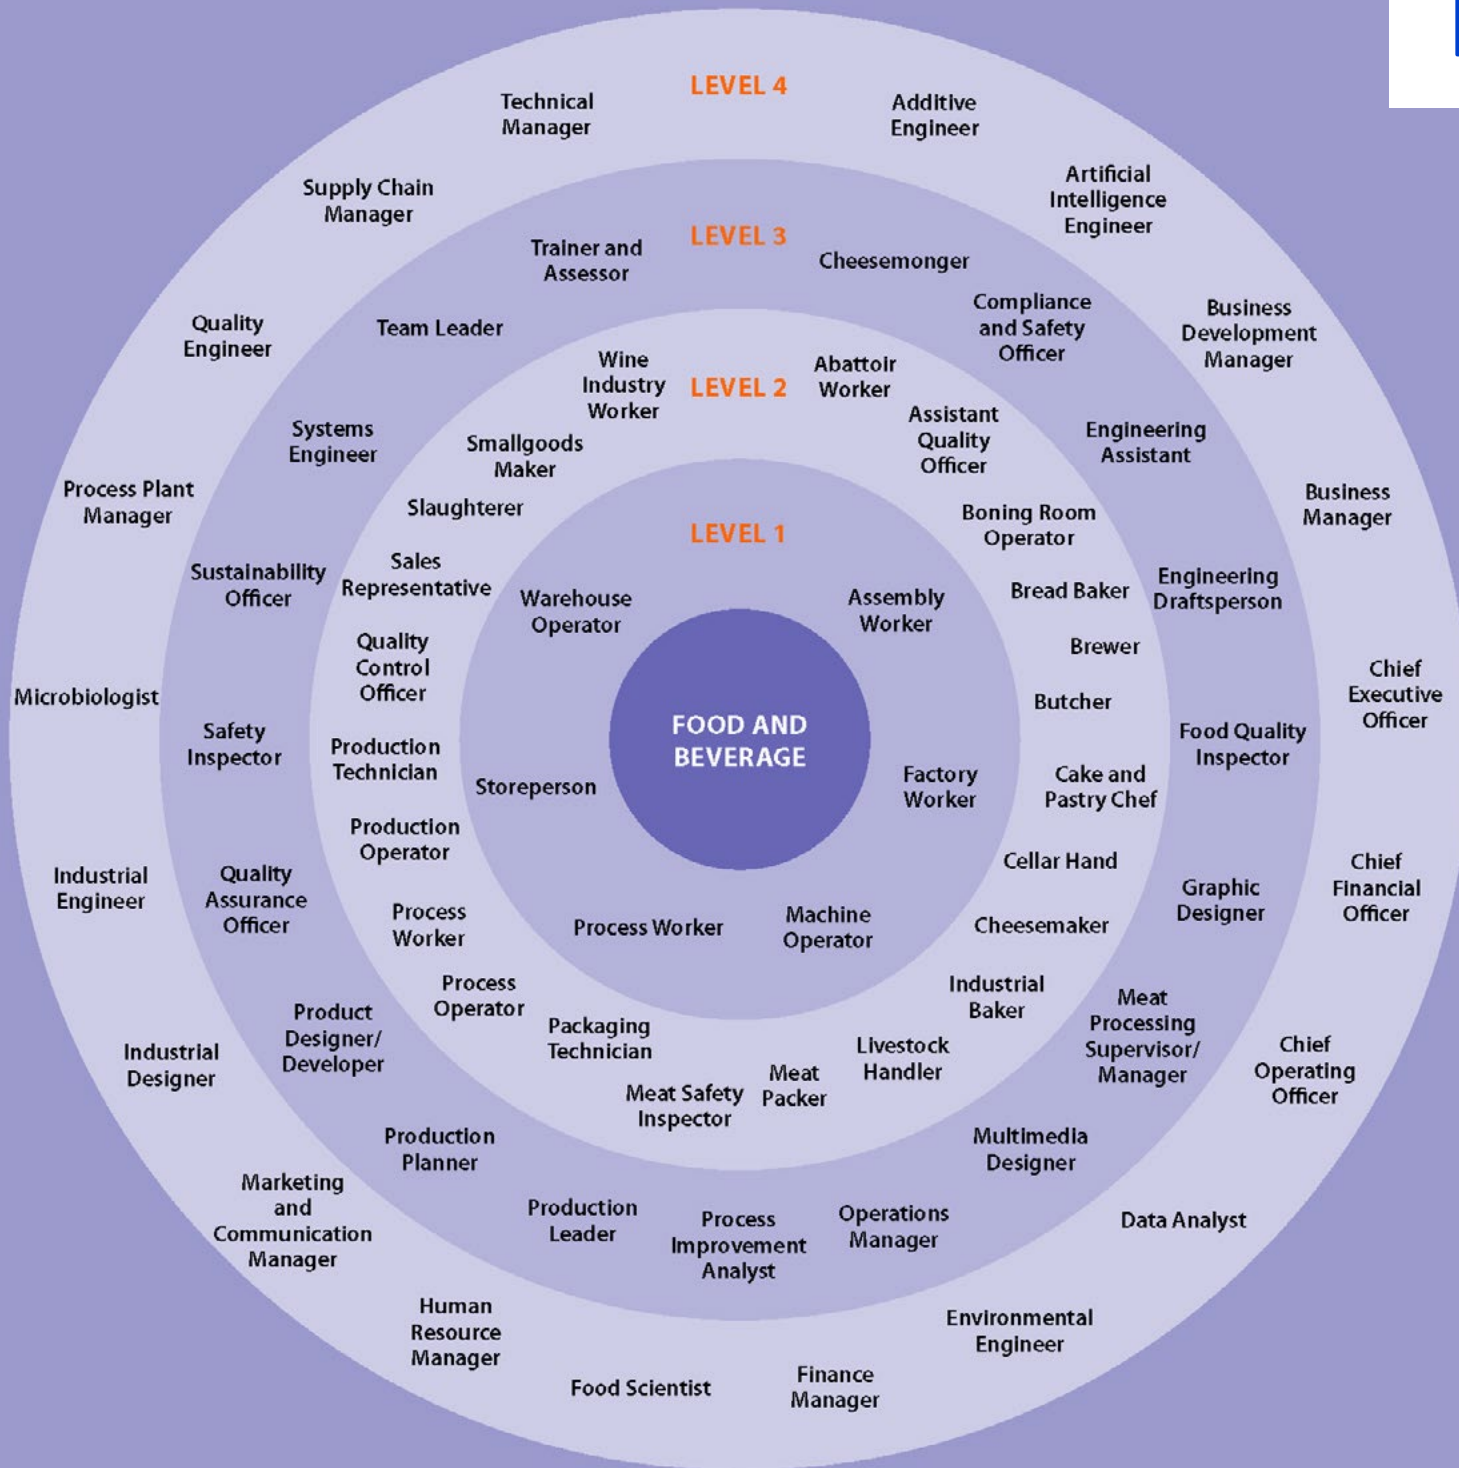 LEVEL 4
Additive
Engineer
Artificial
Intelligence
Engineer
Business
Development
Manager
Business
Manager
Chief
Executive
Officer
Chief
Financial
Officer
Chief
Operating
Officer
Data Analyst
Environmental
Engineer
Finance
Manager
Food Scientist
Human
Resource
Manager
Marketing
and
Communication
Manager
Industrial
Designer
Industrial
Engineer
Microbiologist
Process Plant
Manager
Quality
Engineer
Supply Chain
Manager
Technical
Manager
LEVEL 3
Cheesemonger
Compliance
and Safety
Officer
Engineering
Assistant
Engineering
Draftsperson
Food Quality
Inspector
Graphic
Designer
Meat
Processing
Supervisor/
Manager
Multimedia
Designer
Operations
Manager
Process
Improvement
Analyst
Production
Leader
Production
Planner
Product
Designer/
Developer
Quality
Assurance
Officer
Safety
Inspector
Sustainability
Officer
Systems
Engineer
Team Leader
Trainer and
Assessor
LEVEL 2
Abattoir
Worker
Assistant
Quality
Officer
Boning Room
Operator
Bread Baker
Brewer
Butcher
Cake and
Pastry Chef
Cellar Hand
Cheesemaker
Industrial
Baker
Livestock
Handler
Meat
Packer
Meat Safety
Inspector
Packaging
Technician
Process
Operator
Process
Worker
Production
Operator
Production
Technician
Quality
Control
Officer
Sales
Representative
Slaughterer
Smallgoods
Maker
Wine
Industry
Worker
LEVEL 1
Assembly
Worker
Factory
Worker
Machine
Operator
Process Worker
Storeperson
Warehouse
Operator
FOOD AND
BEVERAGE